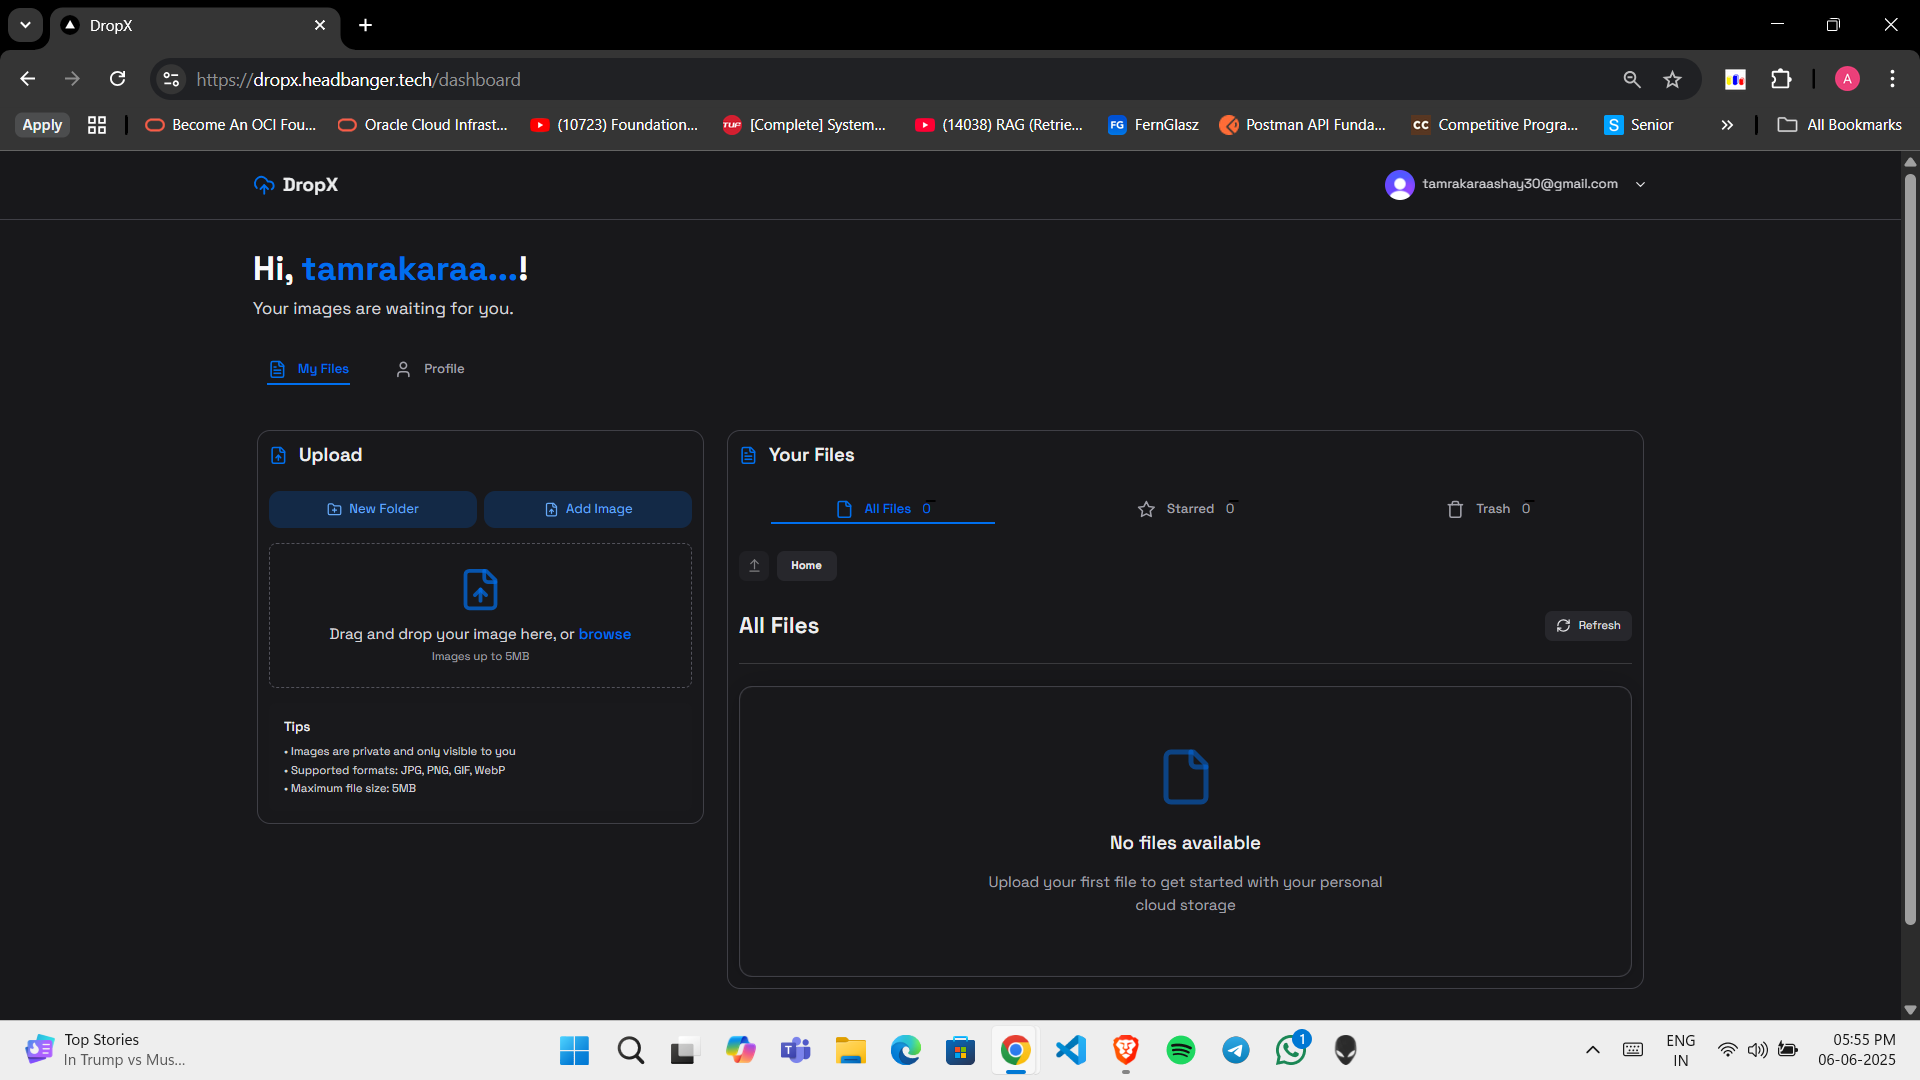 DropX
https://dropx.headbanger.tech/dashboard
A
Apply
Become An OCI Fou...
Oracle Cloud Infrast...
(10723) Foundation...
TUF
[Complete] System...
(14038) RAG (Retrie...
FG
FernGlasz
Postman API Funda...
CC
Competitive Progra...
S
Senior
All Bookmarks
DropX
tamrakaraashay30@gmail.com
Hi, tamrakaraa...!
Your images are waiting for you.
My Files
Profile
Upload
New Folder
Add Image
Drag and drop your image here, or browse
Images up to 5MB
Tips
• Images are private and only visible to you
• Supported formats: JPG, PNG, GIF, WebP
• Maximum file size: 5MB
Your Files
All Files 0
Starred 0
Trash 0
Home
All Files
Refresh
No files available
Upload your first file to get started with your personal
cloud storage
Top Stories
In Trump vs Mus...
1
ENG
IN
05:55 PM
06-06-2025